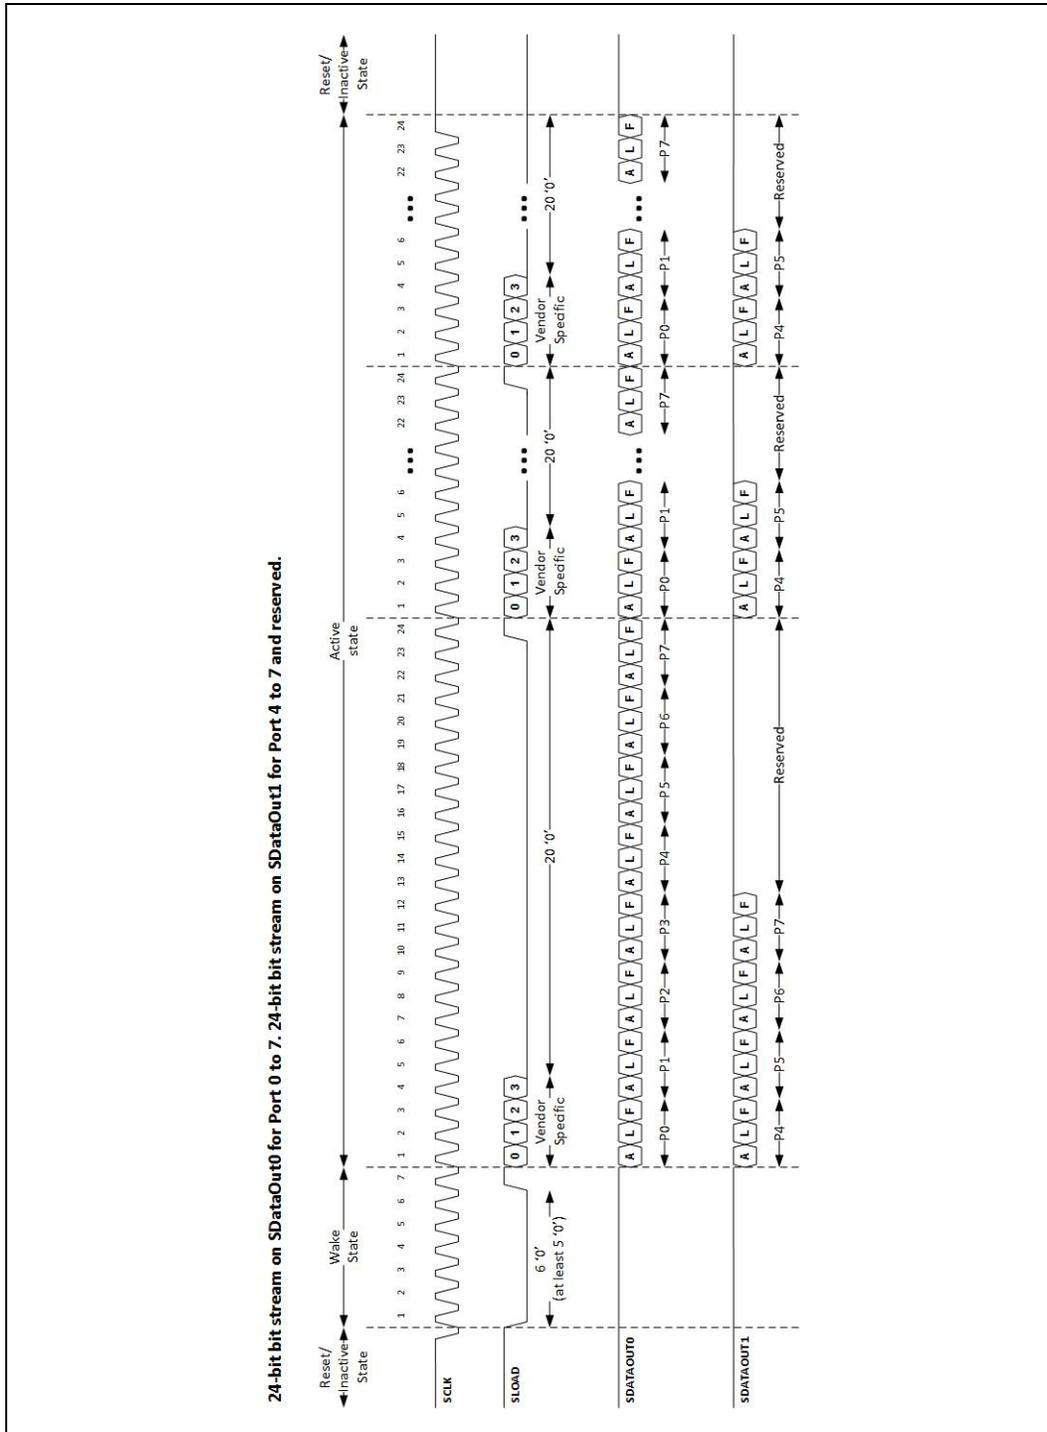 24-bit bit stream on SDataOut0 for Port 0 to 7. 24-bit bit stream on SDataOut1 for Port 4 to 7 and reserved.
Reset/ Inactive State
Wake State
Active state
Reset/ Inactive State
1 2 3 4 5 6 7 1 2 3 4 5 6 7 8 9 10 11 12 13 14 15 16 17 18 19 20 21 22 23 24 1 2 3 4 5 6 ••• 22 23 24 1 2 3 4 5 6 ••• 22 23 24
SCLK
SLOAD 0 1 2 3 0 1 2 3 ••• 0 1 2 3 •••
6 '0' (at least 5 '0')
Vendor Specific
20 '0'
Vendor Specific
20 '0'
Vendor Specific
20 '0'
SDATAOUT0 A L F A L F A L F A L F A L F A L F A L F A L F A L F A L F ••• A L F A L F A L F ••• A L F
P0 P1 P2 P3 P4 P5 P6 P7 P0 P1 P7 P0 P1 P7
SDATAOUT1 A L F A L F A L F A L F A L F A L F A L F A L F
P4 P5 P6 P7 Reserved P4 P5 Reserved P4 P5 Reserved